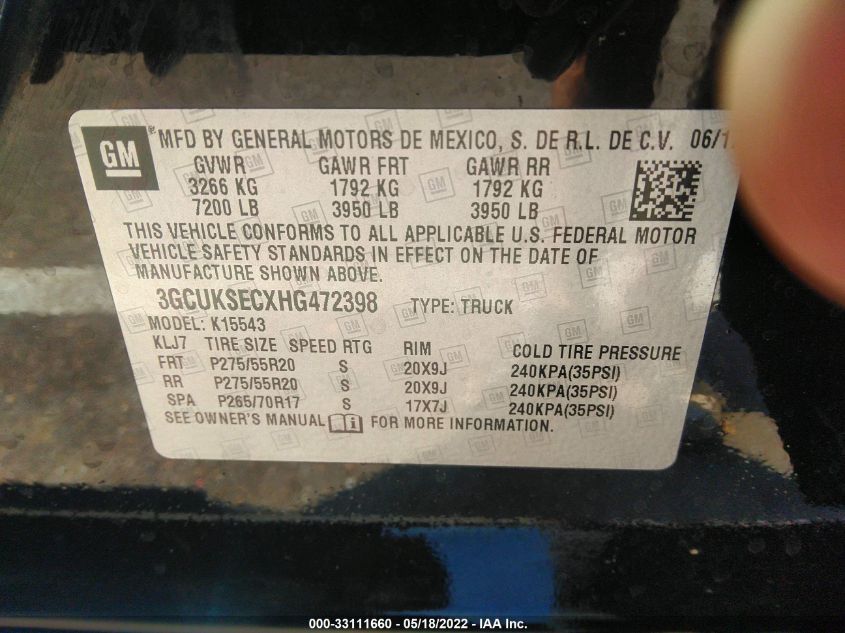 GM ® MFD BY GENERAL MOTORS DE MEXICO, S. DE R.L. DE C.V. 06/1
GVWR GAWR FRT GAWR RR
3266 KG 1792 KG 1792 KG
7200 LB 3950 LB 3950 LB
THIS VEHICLE CONFORMS TO ALL APPLICABLE U.S. FEDERAL MOTOR
VEHICLE SAFETY STANDARDS IN EFFECT ON THE DATE OF
MANUFACTURE SHOWN ABOVE.
3GCUKSECXHG472398 TYPE: TRUCK
MODEL: K15543
KLJ7 TIRE SIZE SPEED RTG RIM COLD TIRE PRESSURE
FRT P275/55R20 S 20X9J 240KPA(35PSI)
RR P275/55R20 S 20X9J 240KPA(35PSI)
SPA P265/70R17 S 17X7J 240KPA(35PSI)
SEE OWNER'S MANUAL FOR MORE INFORMATION.
000-33111660 - 05/18/2022 - IAA Inc.